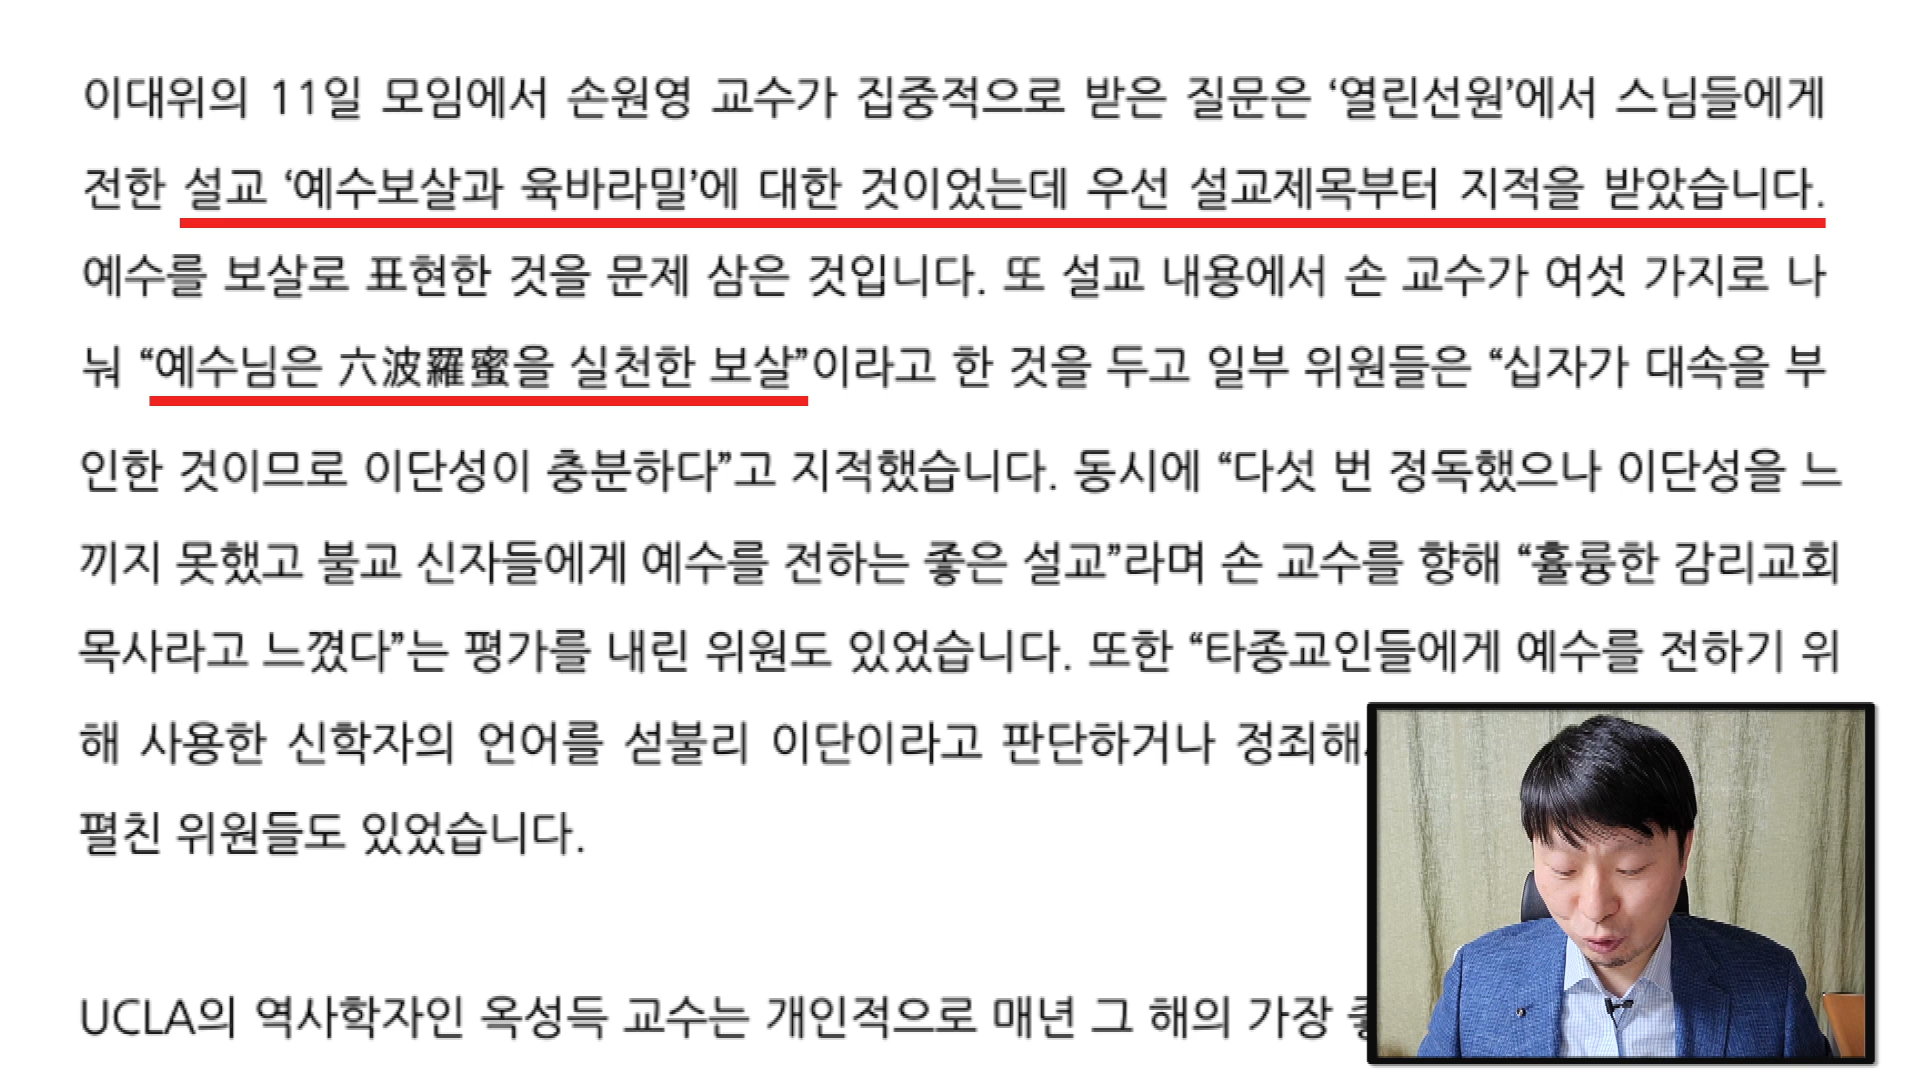 이대위의 11일 모임에서 손원영 교수가 집중적으로 받은 질문은 ‘열린선원’에서 스님들에게
전한 설교 ‘예수보살과 육바라밀’에 대한 것이었는데 우선 설교제목부터 지적을 받았습니다.
예수를 보살로 표현한 것을 문제 삼은 것입니다. 또 설교 내용에서 손 교수가 여섯 가지로 나
눠 “예수님은 六波羅蜜을 실천한 보살”이라고 한 것을 두고 일부 위원들은 “십자가 대속을 부
인한 것이므로 이단성이 충분하다”고 지적했습니다. 동시에 “다섯 번 정독했으나 이단성을 느
끼지 못했고 불교 신자들에게 예수를 전하는 좋은 설교”라며 손 교수를 향해 “휼륭한 감리교회
목사라고 느꼈다”는 평가를 내린 위원도 있었습니다. 또한 “타종교인들에게 예수를 전하기 위
해 사용한 신학자의 언어를 섣불리 이단이라고 판단하거나 정죄해
펼친 위원들도 있었습니다.
UCLA의 역사학자인 옥성득 교수는 개인적으로 매년 그 해의 가장